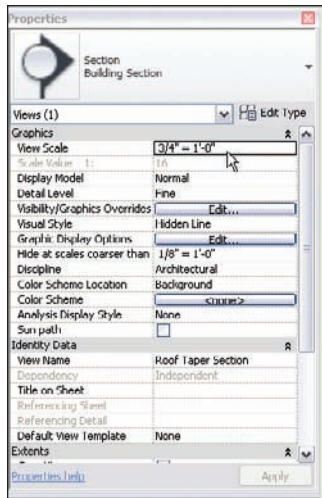 Properties
Section
Building Section
Views (1)
Edit Type
Graphics
View Scale 3/4" = 1'-0"
Scale Value 1: 16
Display Model Normal
Detail Level Fine
Visibility/Graphics Overrides Edit...
Visual Style Hidden Line
Graphic Display Options Edit...
Hide at scales coarser than 1/8" = 1'-0"
Discipline Architectural
Color Scheme Location Background
Color Scheme <none>
Analysis Display Style None
Sun path
Identity Data
View Name Roof Taper Section
Dependency Independent
Title on Sheet
Referencing Sheet
Referencing Detail
Default View Template None
Extents
Properties help Apply